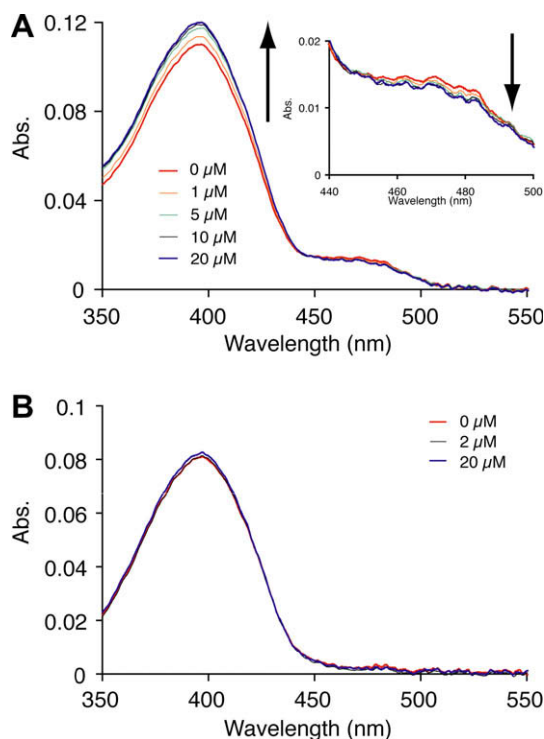 A
0.12
0.08
0.04
0
Abs.
350
400
450
500
550
Wavelength (nm)
0 µM
1 µM
5 µM
10 µM
20 µM
0.02
0.01
0
Abs.
440
460
480
500
Wavelength (nm)
B
0.1
0.08
0.06
0.04
0.02
0
Abs.
350
400
450
500
550
Wavelength (nm)
0 µM
2 µM
20 µM